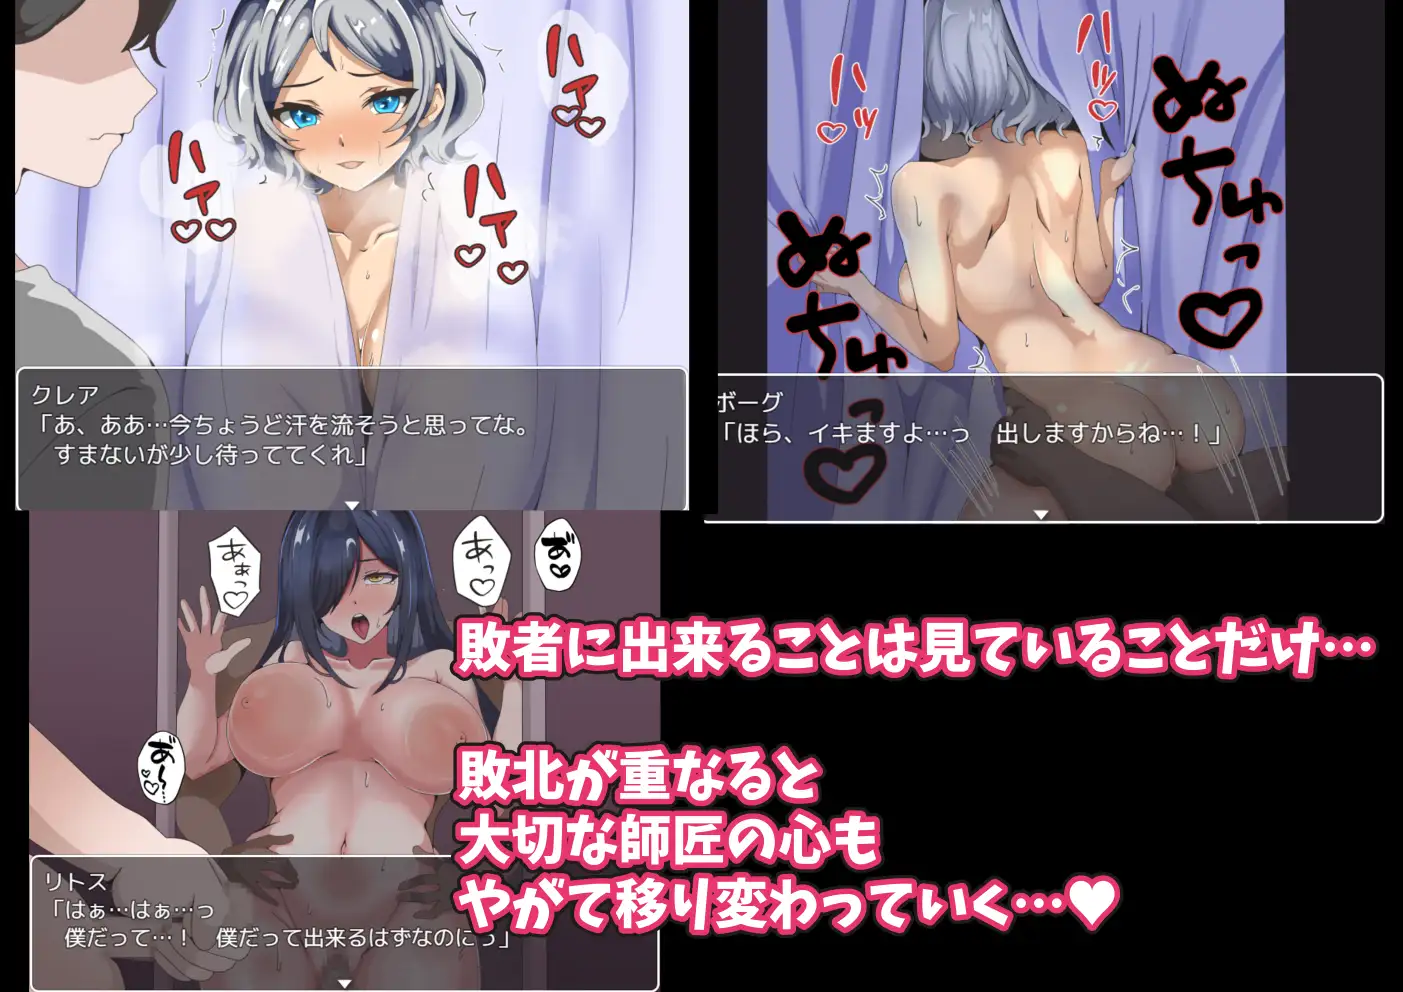 ハァ♡♡
ハァ♡♡
ハァ♡♡
クレア
「あ、ああ…今ちょうど汗を流そうと思ってな。
すまないが少し待っててくれ」
ハッ♡
ハッ♡
ぬちゅっ♡
ぬちゅっ♡
ボーグ
「ほら、イキますよ…っ　出しますからね…！」
あぁっ♡
あっ♡
お゛♡
あ゛～…♡♡
リトス
「はぁ…はぁ…っ
僕だって…！　僕だって出来るはずなのにっ」
敗者に出来ることは見ていることだけ…
敗北が重なると
大切な師匠の心も
やがて移り変わっていく…♥